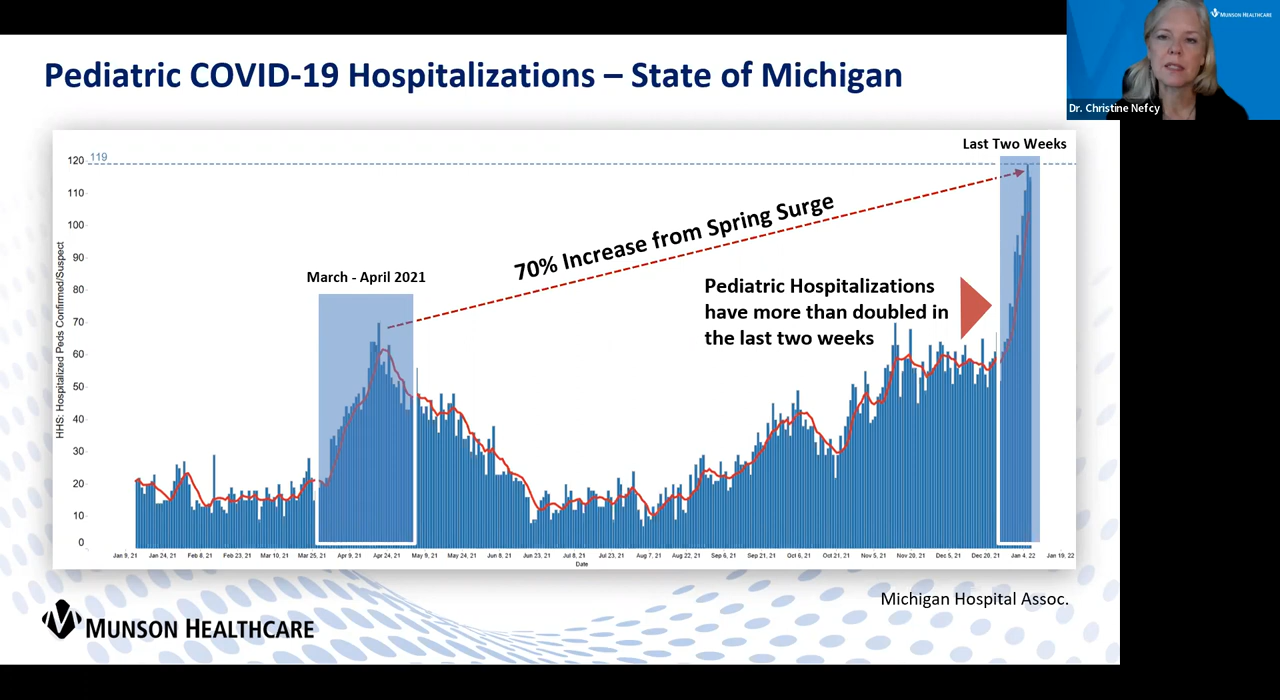 Pediatric COVID-19 Hospitalizations – State of Michigan
MUNSON HEALTHCARE
Dr. Christine Nefcy
Last Two Weeks
119
120
110
100
90
80
70
60
50
40
30
20
10
0
HHS: Hospitalized Peds Confirmed/Suspect
70% Increase from Spring Surge
March - April 2021
Pediatric Hospitalizations
have more than doubled in
the last two weeks
Jan 9, 21 Jan 24, 21 Feb 8, 21 Feb 23, 21 Mar 10, 21 Mar 25, 21 Apr 9, 21 Apr 24, 21 May 9, 21 May 24, 21 Jun 8, 21 Jun 23, 21 Jul 8, 21 Jul 23, 21 Aug 7, 21 Aug 22, 21 Sep 6, 21 Sep 21, 21 Oct 6, 21 Oct 21, 21 Nov 5, 21 Nov 20, 21 Dec 5, 21 Dec 20, 21 Jan 4, 22 Jan 19, 22
Date
Michigan Hospital Assoc.
MUNSON HEALTHCARE